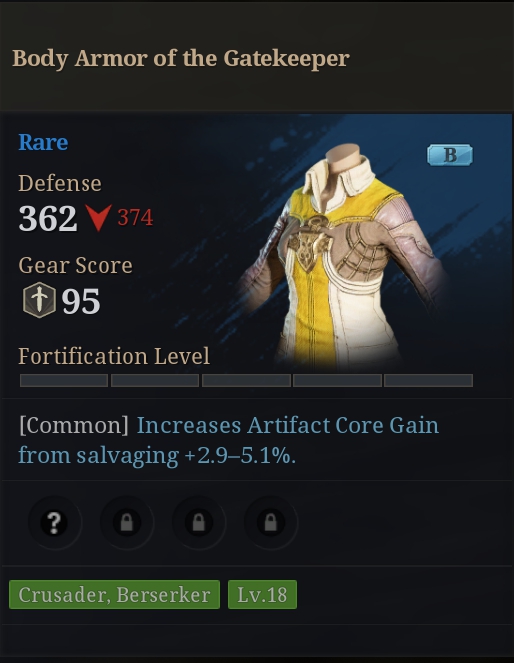 Body Armor of the Gatekeeper
Rare
B
Defense
362 374
Gear Score
95
Fortification Level
[Common] Increases Artifact Core Gain
from salvaging +2.9–5.1%.
?
Crusader, Berserker Lv.18